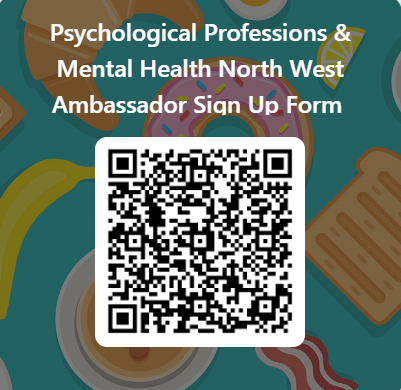 Psychological Professions &
Mental Health North West
Ambassador Sign Up Form